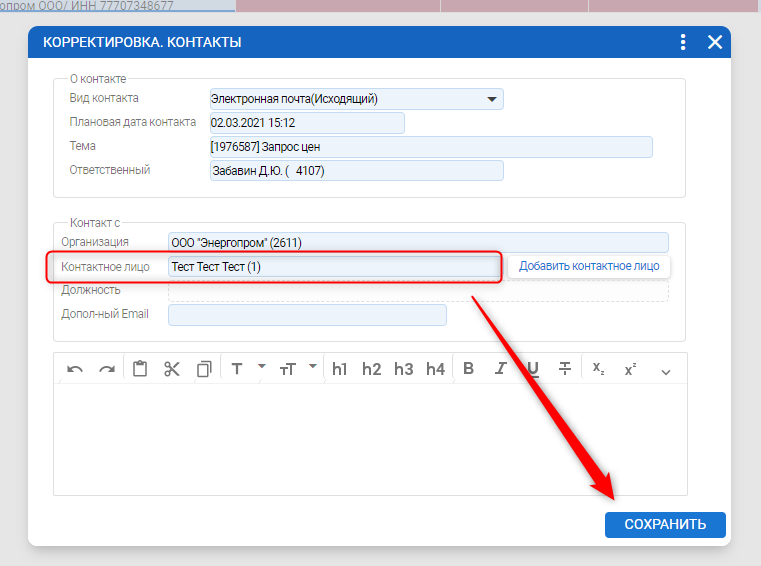 опром ООО/ ИНН 77707348677
КОРРЕКТИРОВКА. КОНТАКТЫ
О контакте
Вид контакта Электронная почта(Исходящий)
Плановая дата контакта 02.03.2021 15:12
Тема [1976587] Запрос цен
Ответственный Забавин Д.Ю. ( 4107)
Контакт с
Организация ООО "Энергопром" (2611)
Контактное лицо Тест Тест Тест (1) Добавить контактное лицо
Должность
Допол-ный Email
T тT h1 h2 h3 h4 B I U T x₂ x²
СОХРАНИТЬ